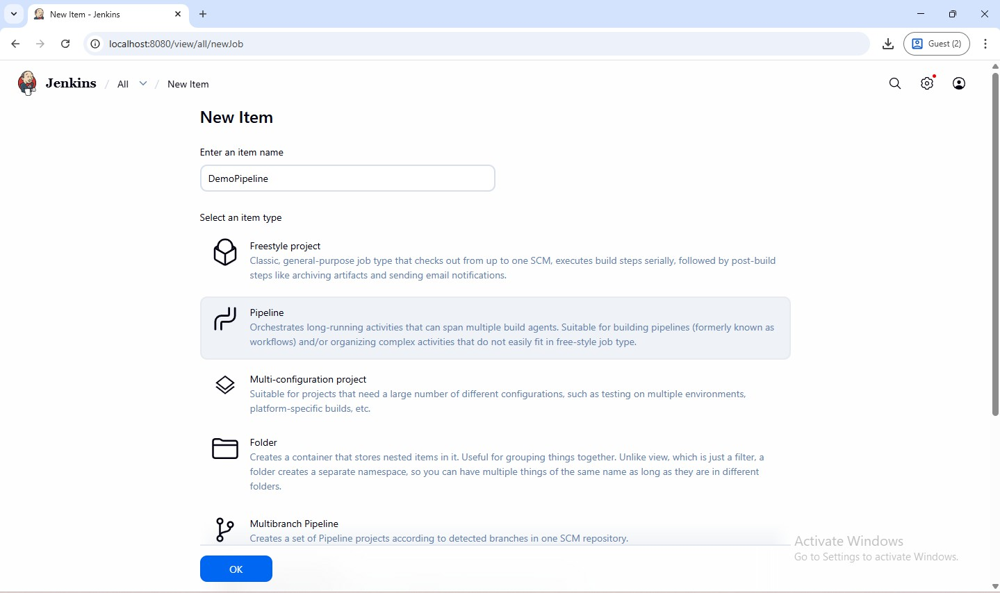 New Item - Jenkins
localhost:8080/view/all/newJob
Guest (2)
Jenkins / All / New Item
New Item
Enter an item name
DemoPipeline
Select an item type
Freestyle project
Classic, general-purpose job type that checks out from up to one SCM, executes build steps serially, followed by post-build
steps like archiving artifacts and sending email notifications.
Pipeline
Orchestrates long-running activities that can span multiple build agents. Suitable for building pipelines (formerly known as
workflows) and/or organizing complex activities that do not easily fit in free-style job type.
Multi-configuration project
Suitable for projects that need a large number of different configurations, such as testing on multiple environments,
platform-specific builds, etc.
Folder
Creates a container that stores nested items in it. Useful for grouping things together. Unlike view, which is just a filter, a
folder creates a separate namespace, so you can have multiple things of the same name as long as they are in different
folders.
Multibranch Pipeline
Creates a set of Pipeline projects according to detected branches in one SCM repository.
OK
Activate Windows
Go to Settings to activate Windows.